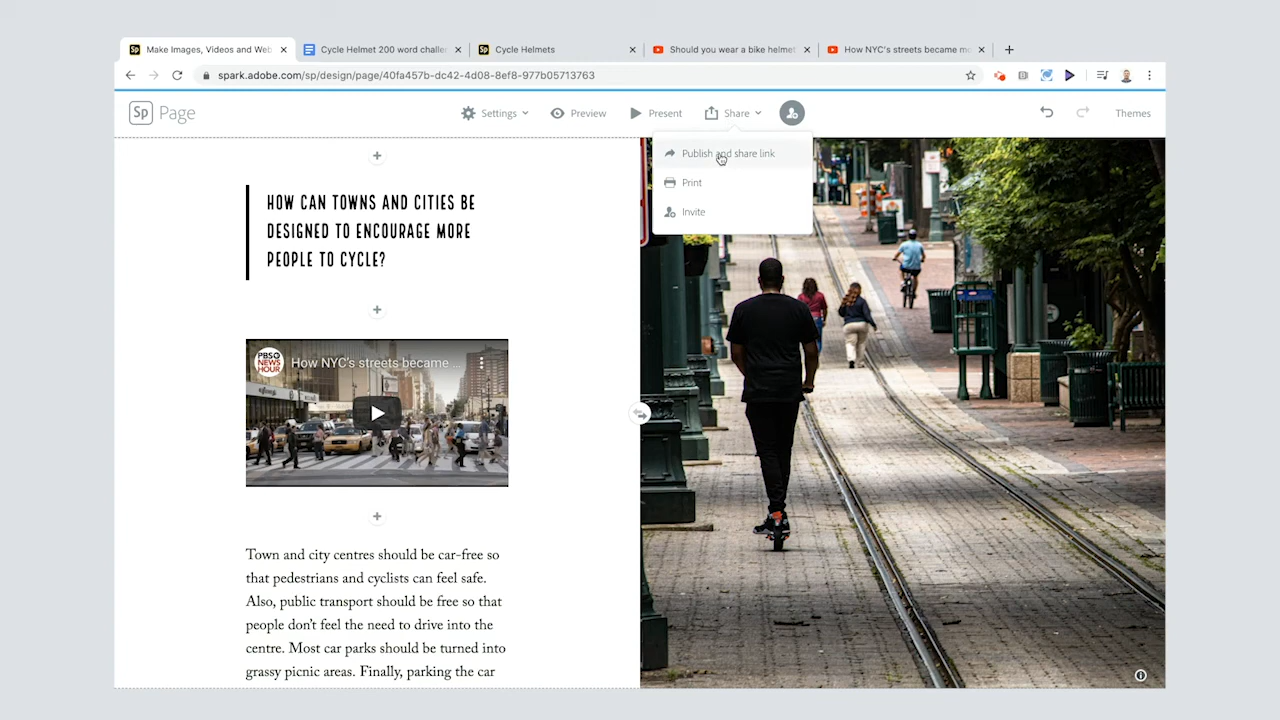 Make Images, Videos and Web
Cycle Helmet 200 word challe
Cycle Helmets
Should you wear a bike helmet
How NYC's streets became mo
spark.adobe.com/sp/design/page/40fa457b-dc42-4d08-8ef8-977b05713763
Sp Page
Settings
Preview
Present
Share
Themes
Publish and share link
Print
Invite
HOW CAN TOWNS AND CITIES BE
DESIGNED TO ENCOURAGE MORE
PEOPLE TO CYCLE?
PBS NEWS HOUR
How NYC's streets became ...
Town and city centres should be car-free so
that pedestrians and cyclists can feel safe.
Also, public transport should be free so that
people don't feel the need to drive into the
centre. Most car parks should be turned into
grassy picnic areas. Finally, parking the car